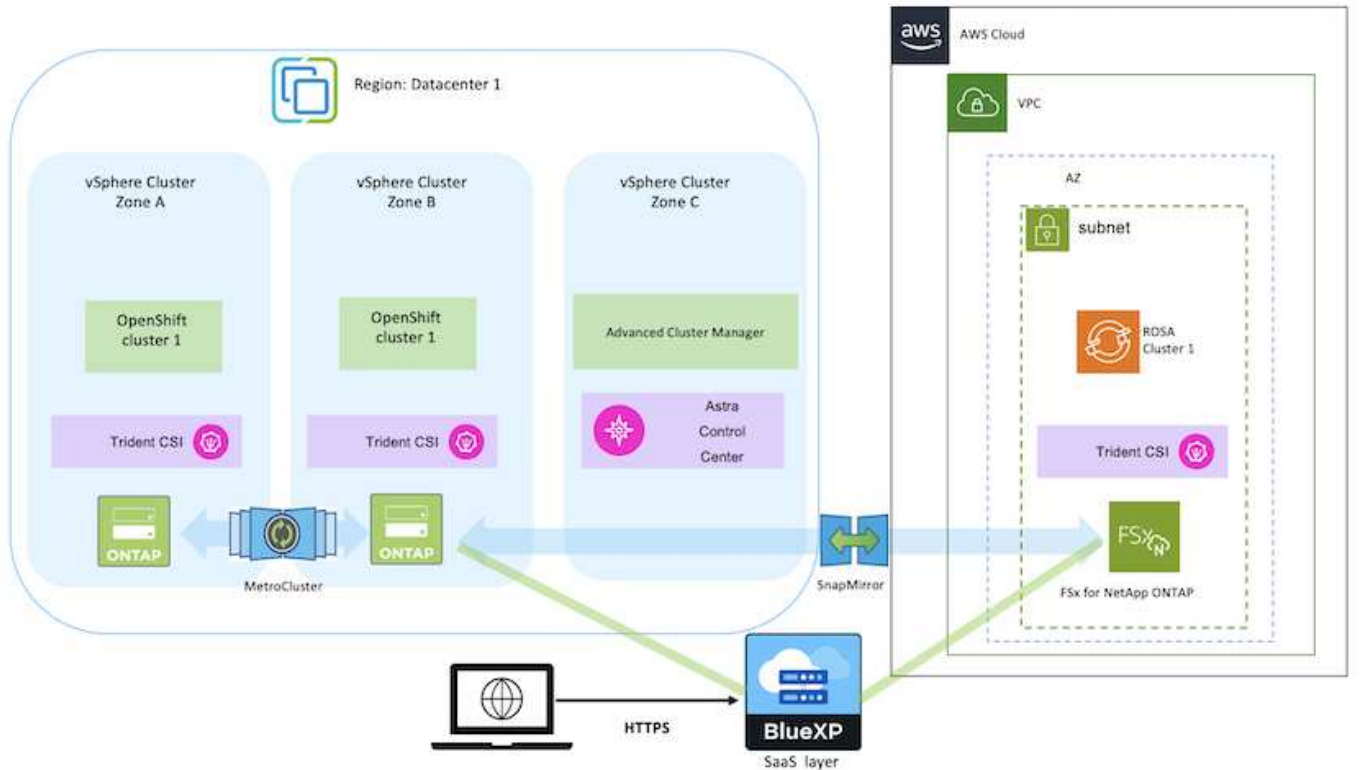 Region: Datacenter 1
vSphere Cluster
Zone A
OpenShift
cluster 1
Trident CSI
ONTAP
MetroCluster
vSphere Cluster
Zone B
OpenShift
cluster 1
Trident CSI
ONTAP
vSphere Cluster
Zone C
Advanced Cluster Manager
Astra
Control
Center
SnapMirror
aws
AWS Cloud
VPC
AZ
subnet
ROSA
Cluster 1
Trident CSI
FSx
N
FSx for NetApp ONTAP
HTTPS
BlueXP
SaaS layer